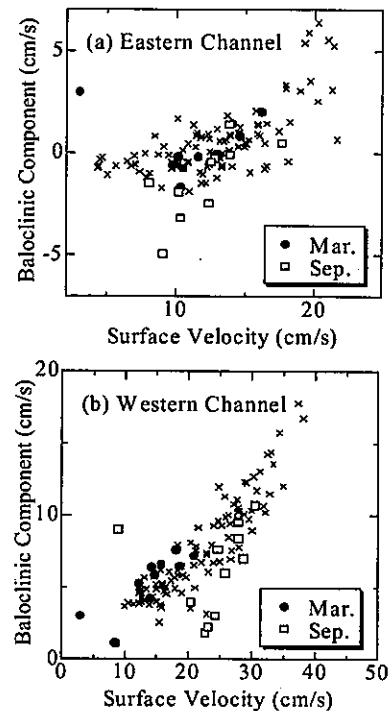 (a) Eastern Channel
5
0
-5
Baloclinic Component (cm/s)
Mar.
Sep.
10
20
Surface Velocity (cm/s)
20
(b) Western Channel
10
0
Baloclinic Component (cm/s)
Mar.
Sep.
0
10
20
30
40
50
Surface Velocity (cm/s)